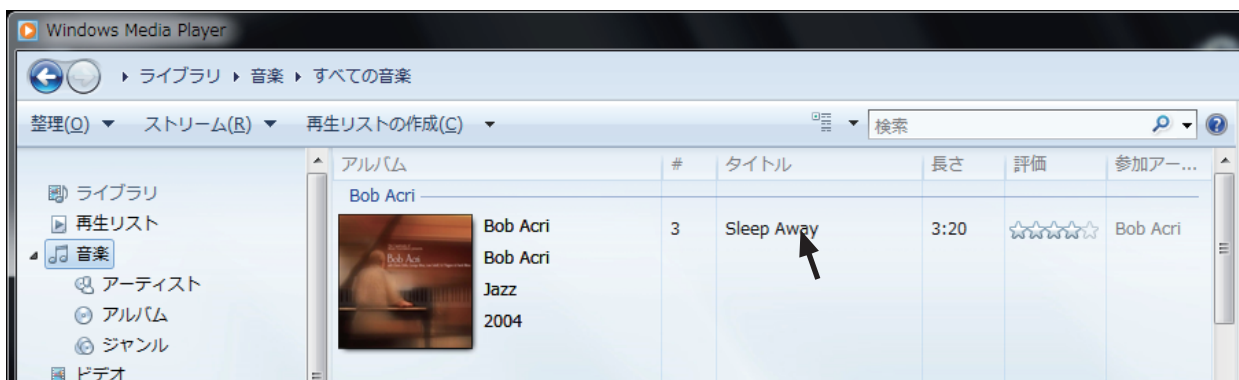 Windows Media Player
ライブラリ ▸ 音楽 ▸ すべての音楽
整理(O) ▼ ストリーム(R) ▼ 再生リストの作成(C) ▼ 検索
アルバム # タイトル 長さ 評価 参加アー...
ライブラリ
再生リスト
音楽
アーティスト
アルバム
ジャンル
ビデオ
Bob Acri
Bob Acri 3 Sleep Away 3:20 Bob Acri
Bob Acri
Jazz
2004
Bob Acri